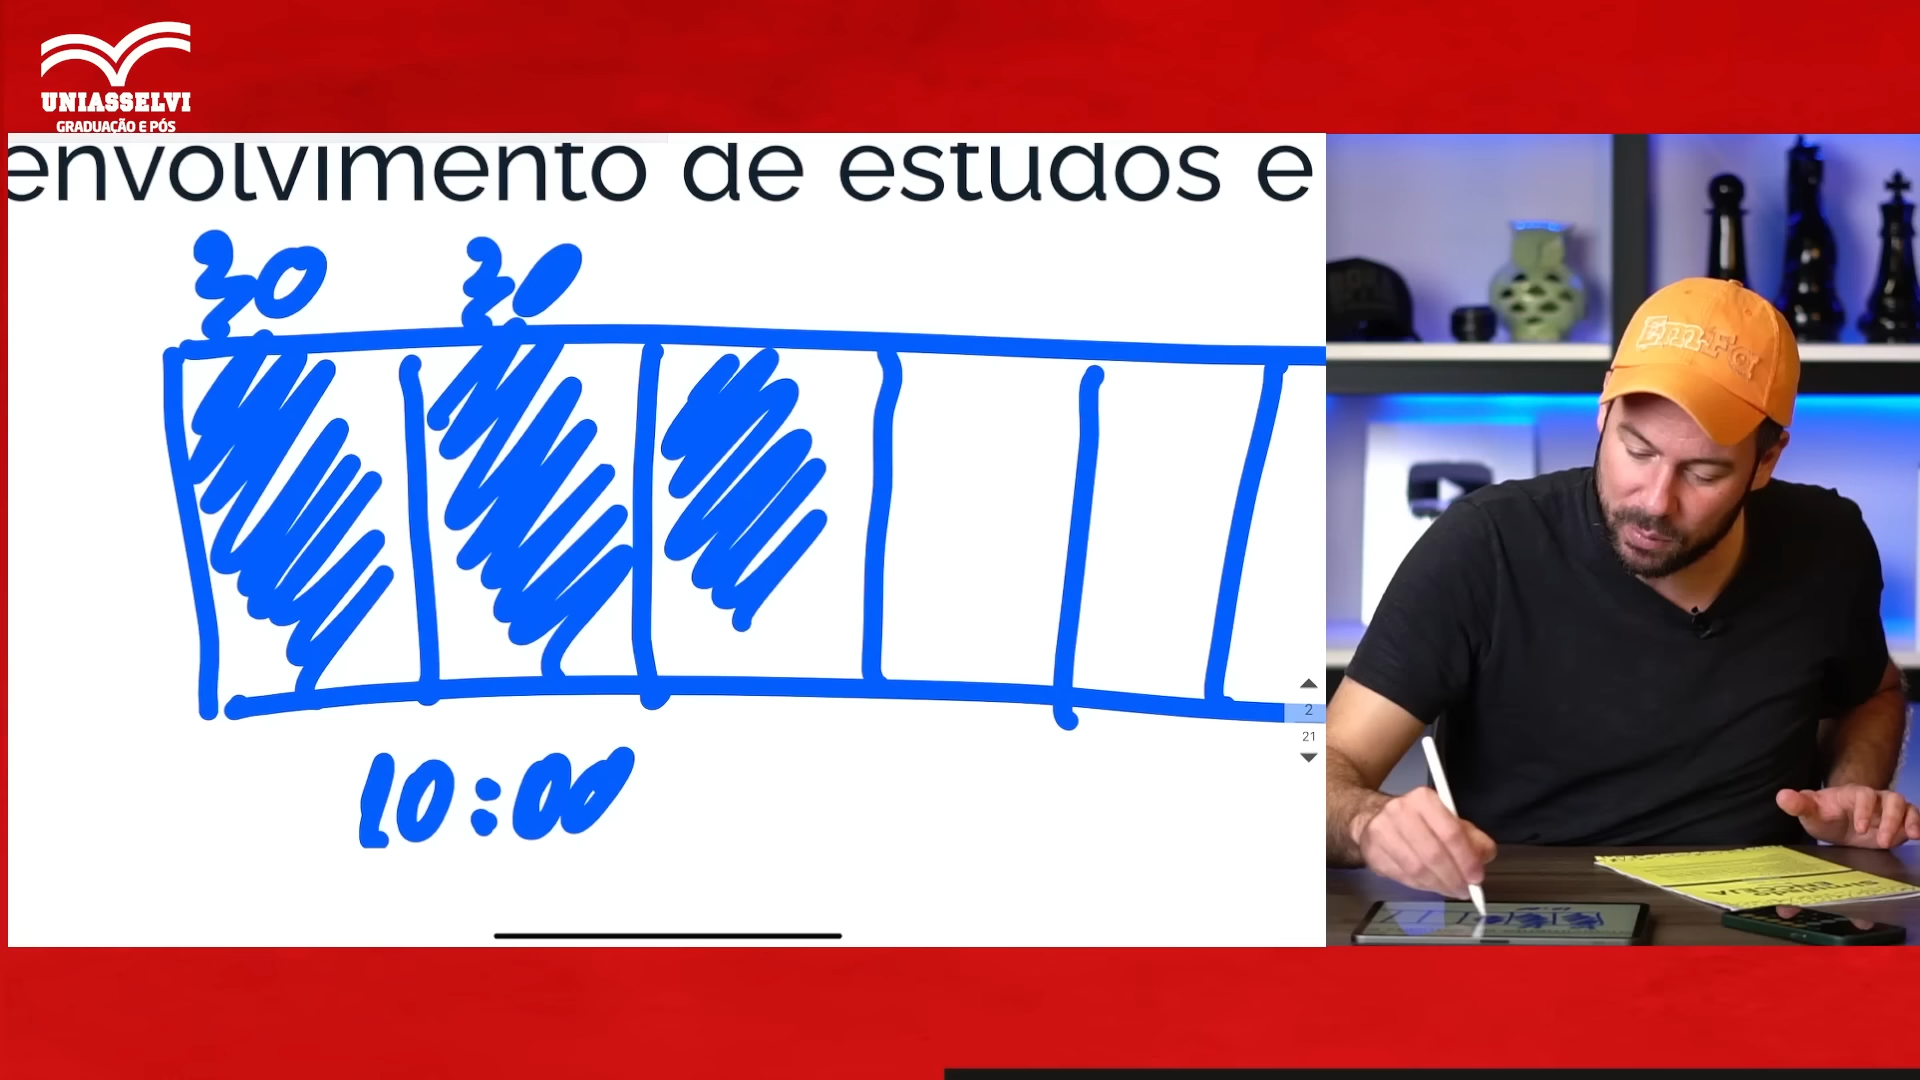 UNIASSELVI
GRADUAÇÃO E PÓS
envolvimento de estudos e
30 30
10:00
2
21